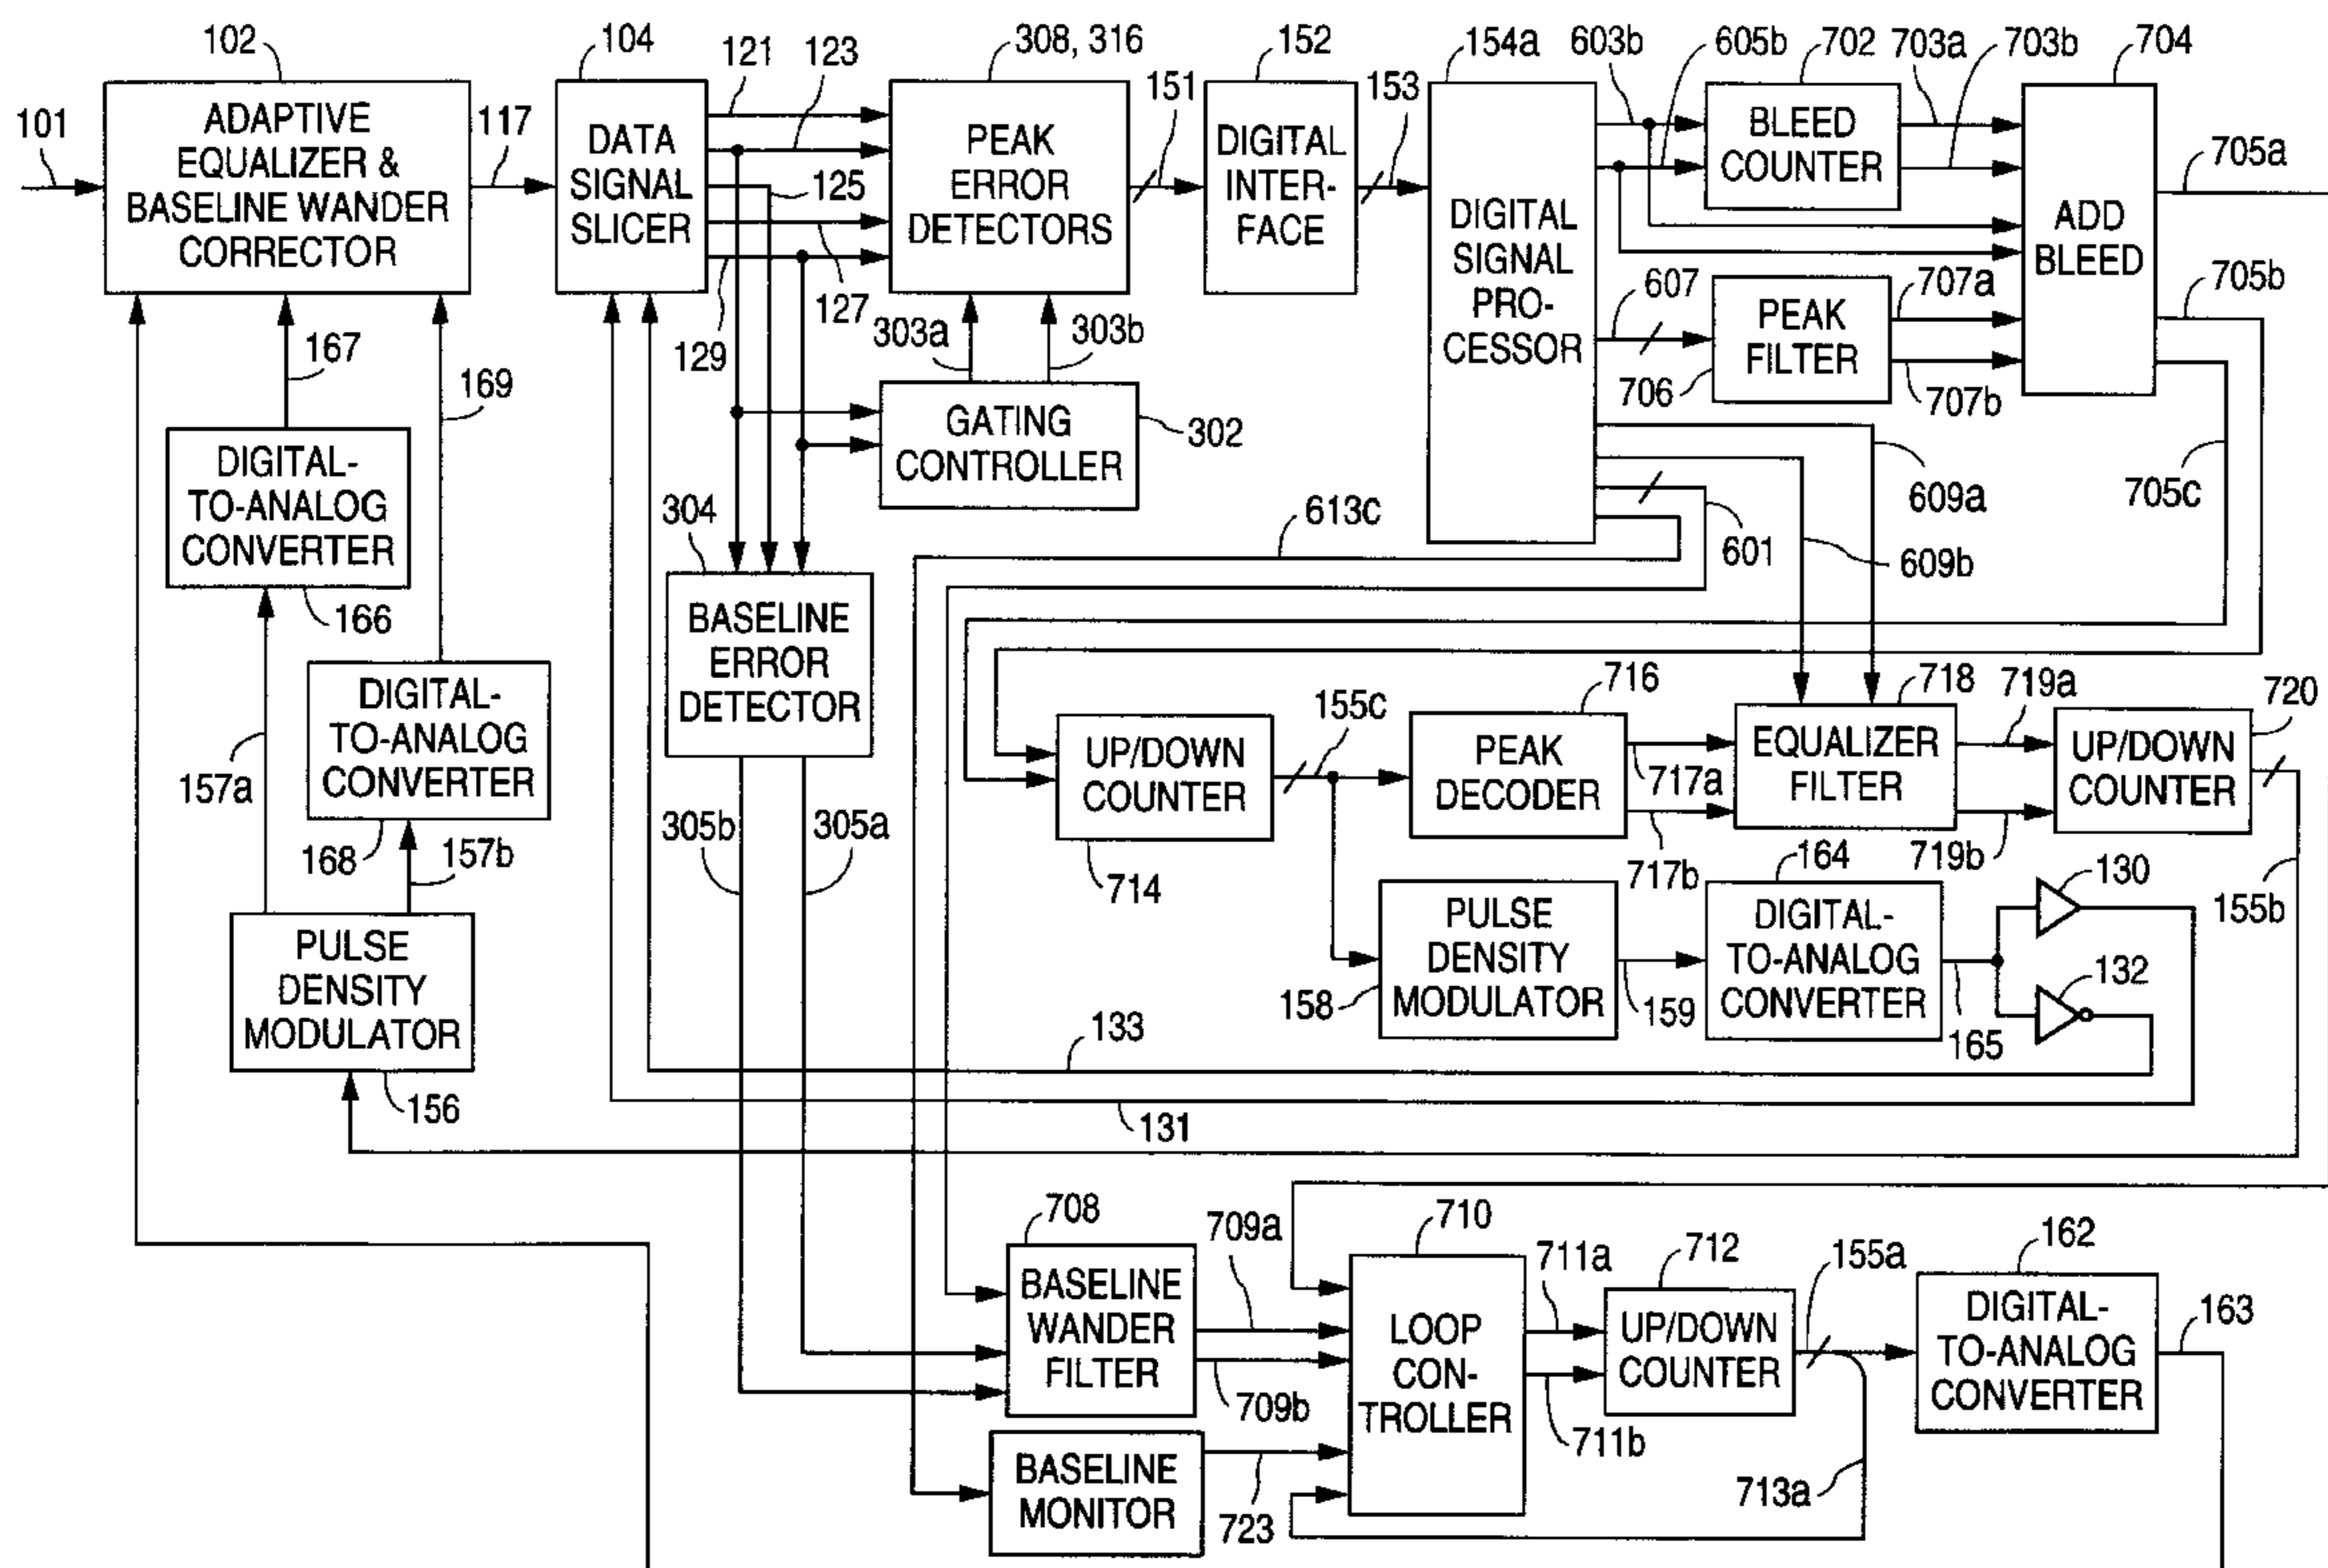 102
104
121
123
308, 316
152
154a
603b
605b
702
703a
703b
704
101
ADAPTIVE
EQUALIZER &
BASELINE WANDER
CORRECTOR
117
DATA
SIGNAL
SLICER
125
127
129
PEAK
ERROR
DETECTORS
151
DIGITAL
INTER-
FACE
153
DIGITAL
SIGNAL
PRO-
CESSOR
BLEED
COUNTER
ADD
BLEED
705a
705b
607
PEAK
FILTER
706
707a
707b
303a
303b
GATING
CONTROLLER
302
167
169
DIGITAL-
TO-ANALOG
CONVERTER
166
304
613c
601
609a
609b
705c
BASELINE
ERROR
DETECTOR
DIGITAL-
TO-ANALOG
CONVERTER
157a
168
157b
305b
305a
UP/DOWN
COUNTER
714
155c
716
PEAK
DECODER
717a
717b
718
EQUALIZER
FILTER
719a
719b
720
UP/DOWN
COUNTER
155b
PULSE
DENSITY
MODULATOR
156
PULSE
DENSITY
MODULATOR
158
159
164
DIGITAL-
TO-ANALOG
CONVERTER
165
130
132
133
131
708
BASELINE
WANDER
FILTER
709a
709b
710
LOOP
CON-
TROLLER
711a
711b
712
UP/DOWN
COUNTER
155a
162
DIGITAL-
TO-ANALOG
CONVERTER
163
BASELINE
MONITOR
723
713a